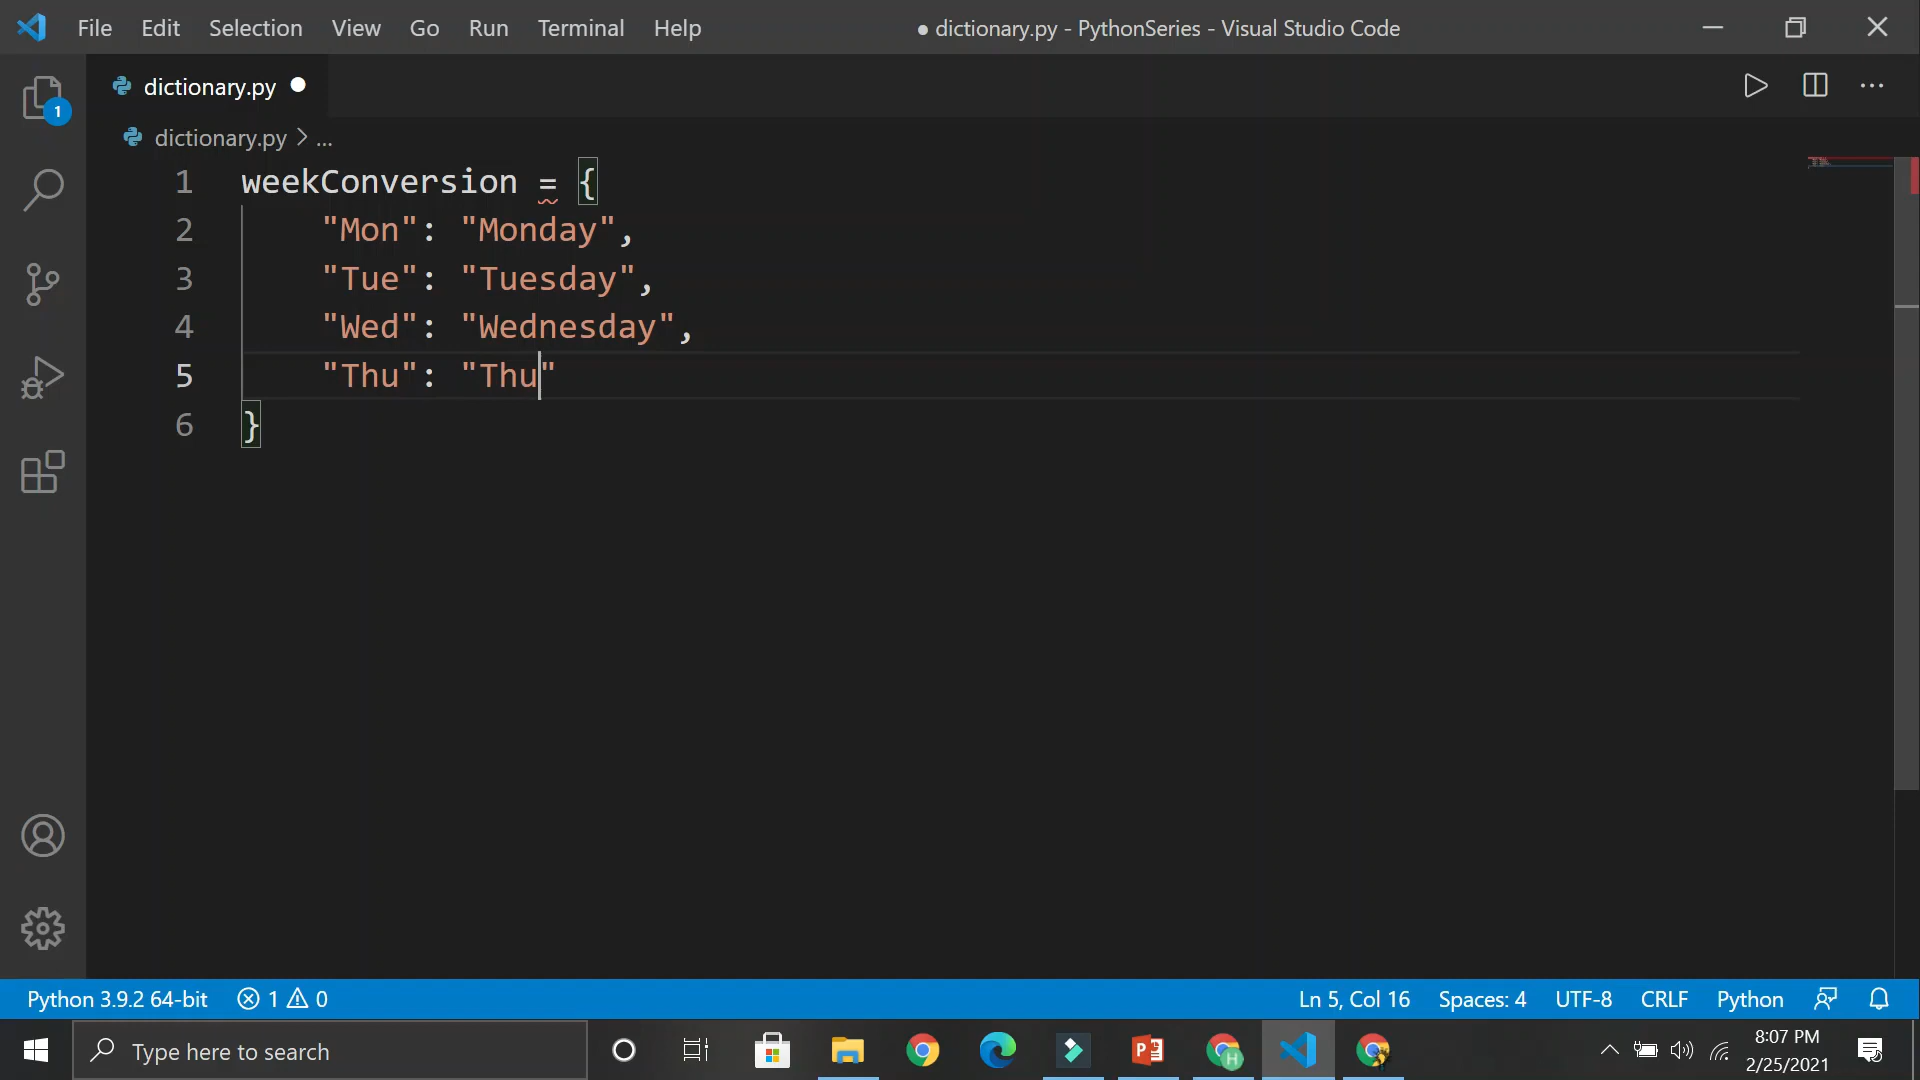 File Edit Selection View Go Run Terminal Help
● dictionary.py - PythonSeries - Visual Studio Code
1
dictionary.py
dictionary.py > ...
1 weekConversion = {
2 "Mon": "Monday",
3 "Tue": "Tuesday",
4 "Wed": "Wednesday",
5 "Thu": "Thu"
6 }
Python 3.9.2 64-bit 1 0 Ln 5, Col 16 Spaces: 4 UTF-8 CRLF Python
Type here to search
8:07 PM
2/25/2021